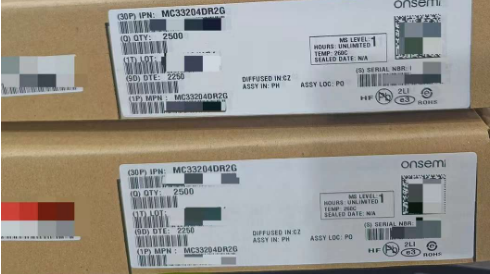 onsemi
(30P) IPN: MC33204DR2G
(Q) QTY: 2500
(1T) LOT:
(9D) DTE: 2250
(1P) MPN : MC33204DR2G
MS LEVEL: 1
HOURS: UNLIMITED
TEMP: 260C
SEALED DATE: N/A
DIFFUSED IN: CZ
ASSY IN: PH
ASSY LOC: PO
(S) SERIAL NBR:
HF
2LI
e3
ROHS
onsemi
(30P) IPN: MC33204DR2G
(Q) QTY: 2500
(1T) LOT:
(9D) DTE: 2250
(1P) MPN : MC33204DR2G
MS LEVEL: 1
HOURS: UNLIMITED
TEMP: 260C
SEALED DATE: N/A
DIFFUSED IN: CZ
ASSY IN: PH
ASSY LOC: PO
(S) SERIAL NBR:
HF
2LI
e3
ROHS